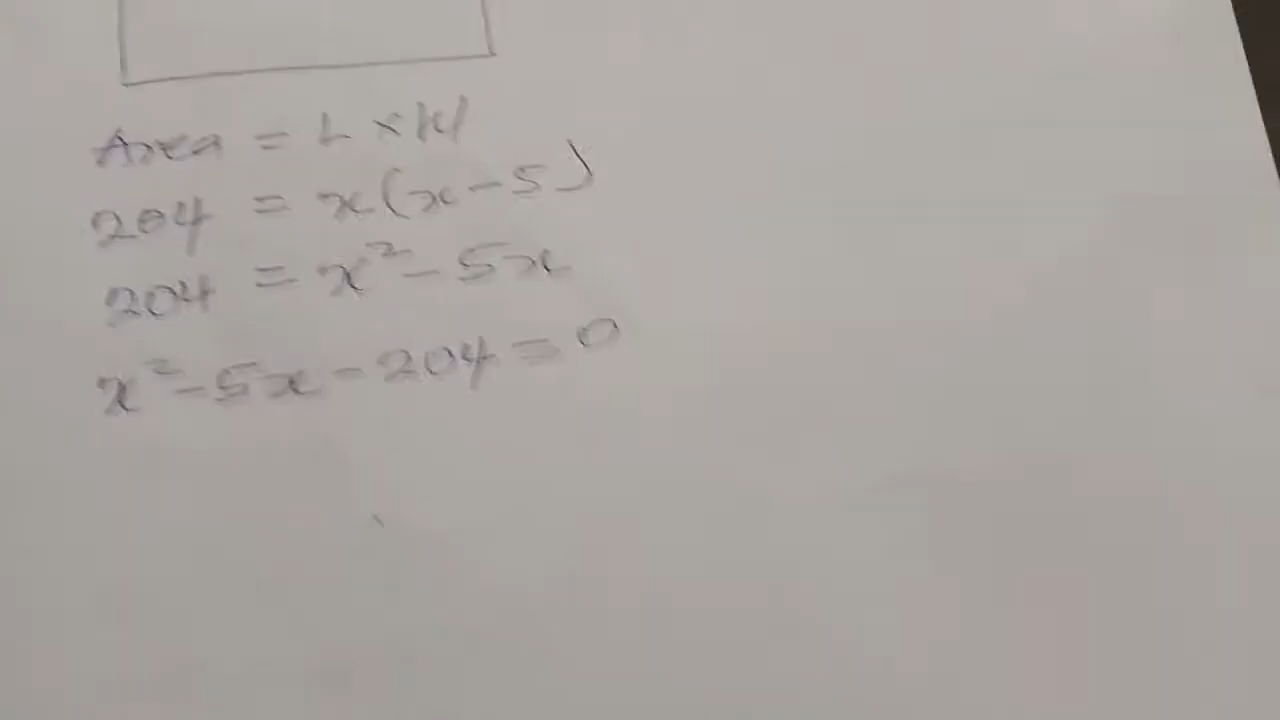 Area = L × W
204 = x(x - 5)
204 = x² - 5x
x² - 5x - 204 = 0